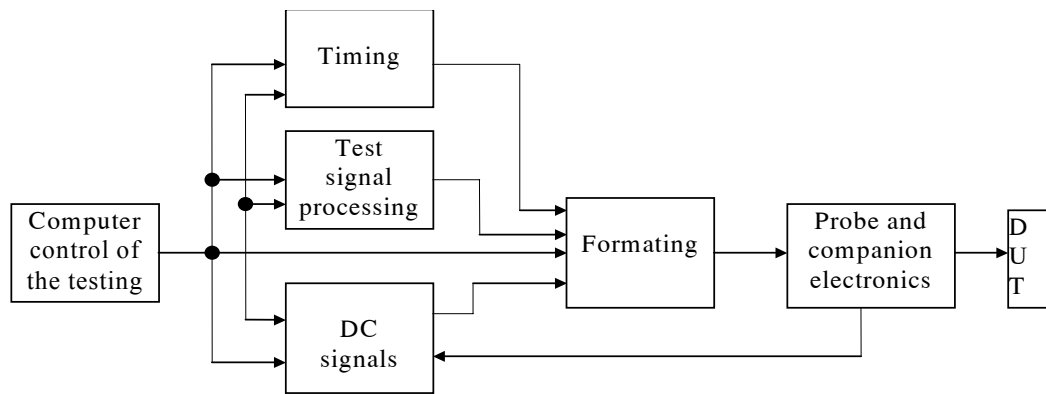 Timing
Test
signal
processing
Computer
control of
the testing
Formating
Probe and
companion
electronics
D
U
T
DC
signals